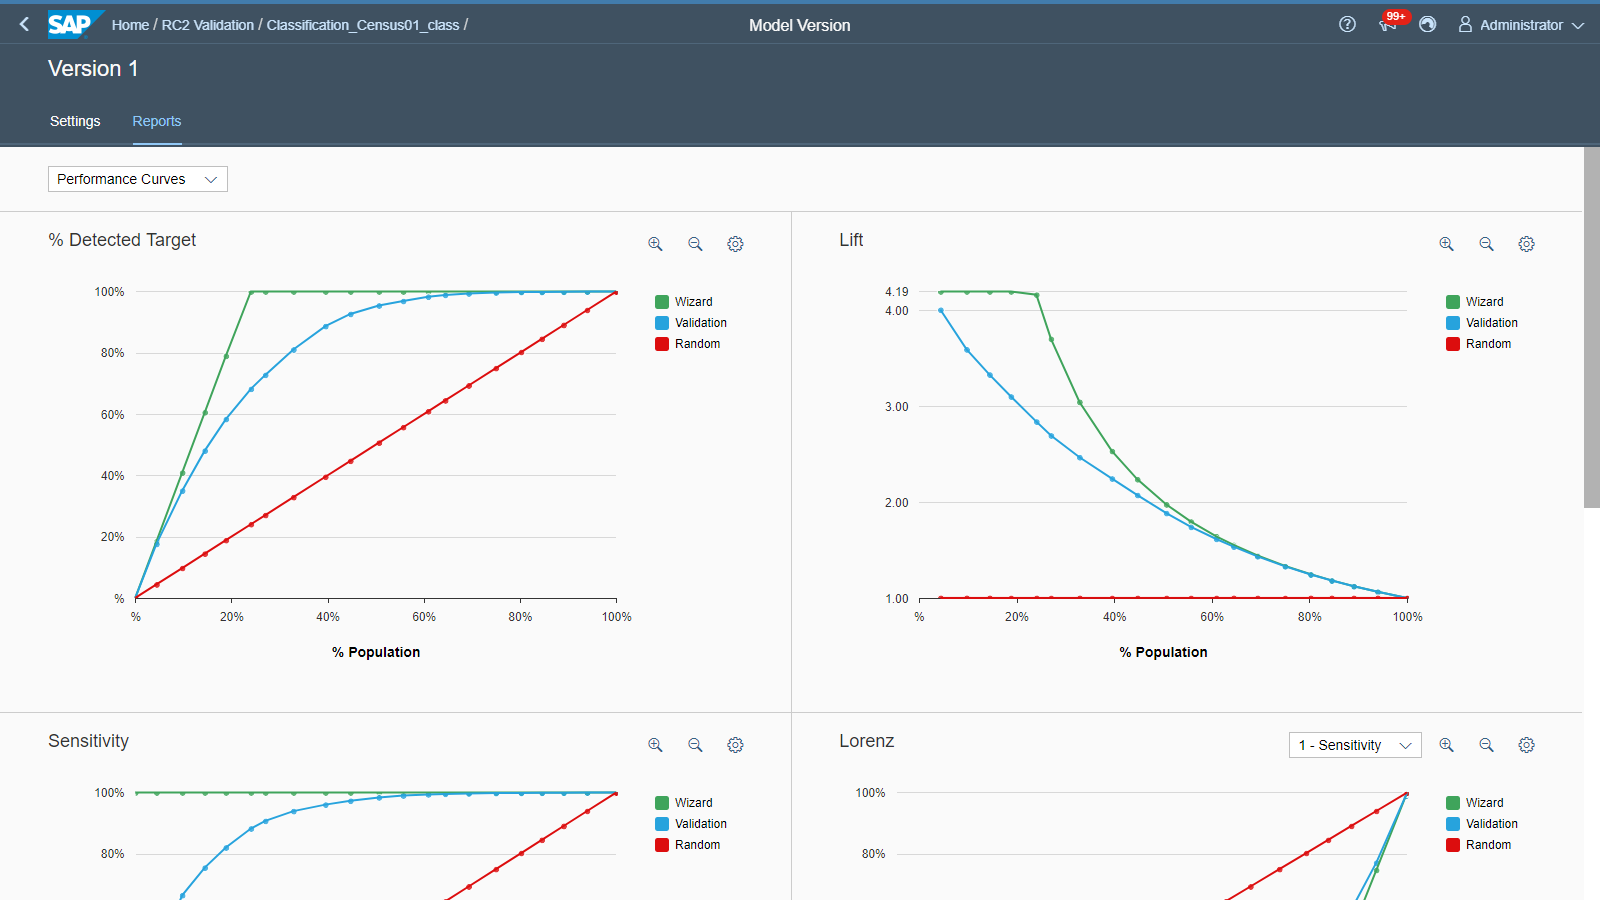 SAP Home / RC2 Validation / Classification_Census01_class / Model Version 99+ Administrator
Version 1
Settings Reports
Performance Curves
% Detected Target
100%
80%
60%
40%
20%
%
% 20% 40% 60% 80% 100%
% Population
Wizard
Validation
Random
Lift
4.19
4.00
3.00
2.00
1.00
% 20% 40% 60% 80% 100%
% Population
Wizard
Validation
Random
Sensitivity
100%
80%
Wizard
Validation
Random
Lorenz 1 - Sensitivity
100%
80%
Wizard
Validation
Random